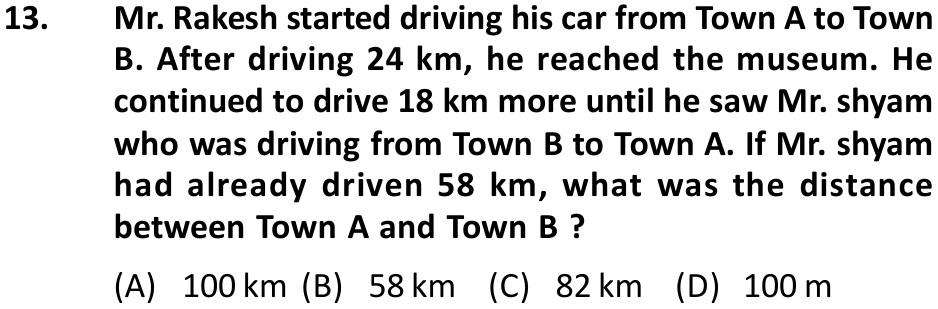 13. Mr. Rakesh started driving his car from Town A to Town
B. After driving 24 km, he reached the museum. He
continued to drive 18 km more until he saw Mr. shyam
who was driving from Town B to Town A. If Mr. shyam
had already driven 58 km, what was the distance
between Town A and Town B ?
(A) 100 km (B) 58 km (C) 82 km (D) 100 m